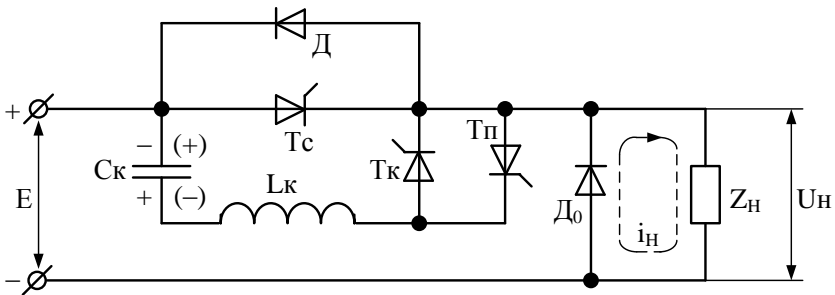 Д
+
Тс
Тп
– (+)
Ск
Тк
+ (–)
Lк
E
Д₀
iн
Zн
Uн
–